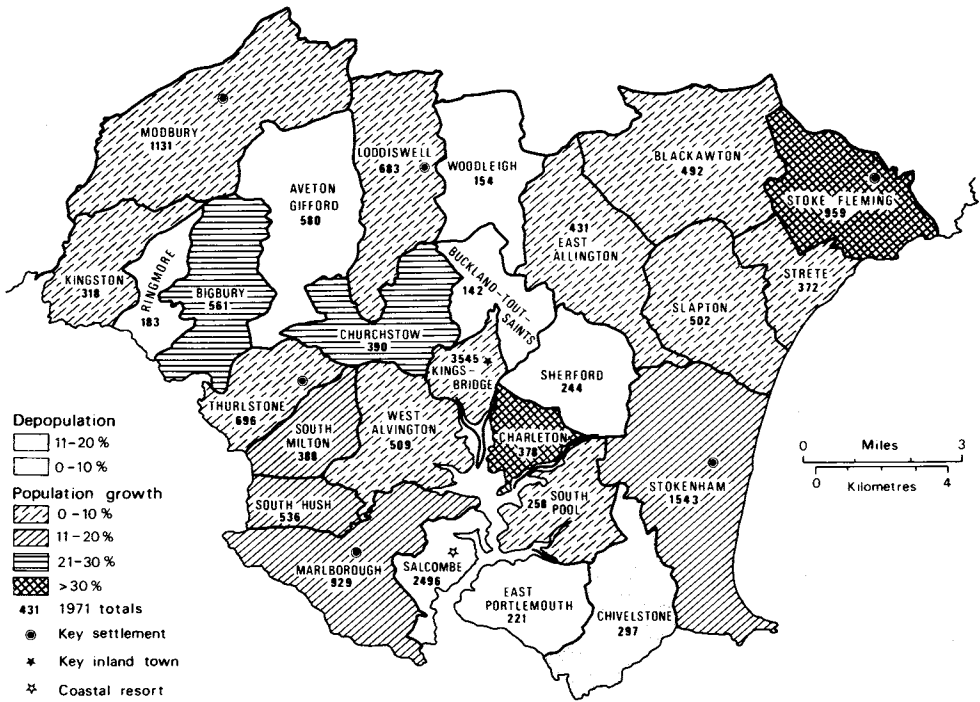 MODBURY
1131
LODDISWELL
683
WOODLEIGH
154
BLACKAWTON
492
STOKE FLEMING
959
AVETON
GIFFORD
580
431
EAST
ALLINGTON
STRETE
372
KINGSTON
318
RINGMORE
183
BIGBURY
561
BUCKLAND-TOUT-
SAINTS
142
SLAPTON
502
CHURCHSTOW
390
3545
KINGS-
BRIDGE
SHERFORD
244
THURLSTONE
696
SOUTH
MILTON
388
WEST
ALVINGTON
509
CHARLETON
378
STOKENHAM
1543
SOUTH HUSH
536
258
SOUTH
POOL
MARLBOROUGH
929
SALCOMBE
2496
EAST
PORTLEMOUTH
221
CHIVELSTONE
297
Depopulation
11-20 %
0-10 %
Population growth
0-10 %
11-20 %
21-30 %
>30 %
431 1971 totals
Key settlement
Key inland town
Coastal resort
0 Miles 3
0 Kilometres 4